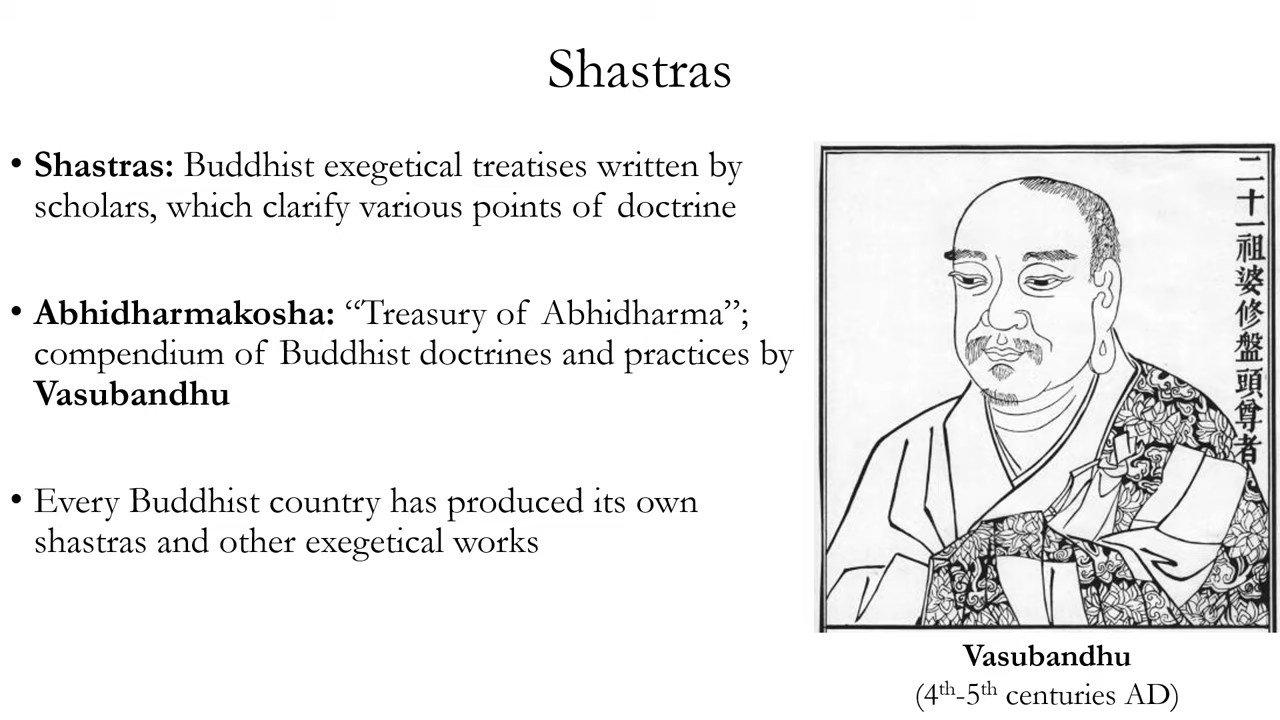 Shastras
• Shastras: Buddhist exegetical treatises written by
scholars, which clarify various points of doctrine
• Abhidharmakosha: “Treasury of Abhidharma”;
compendium of Buddhist doctrines and practices by
Vasubandhu
• Every Buddhist country has produced its own
shastras and other exegetical works
二十一祖婆修盤頭尊者
Vasubandhu
(4th-5th centuries AD)